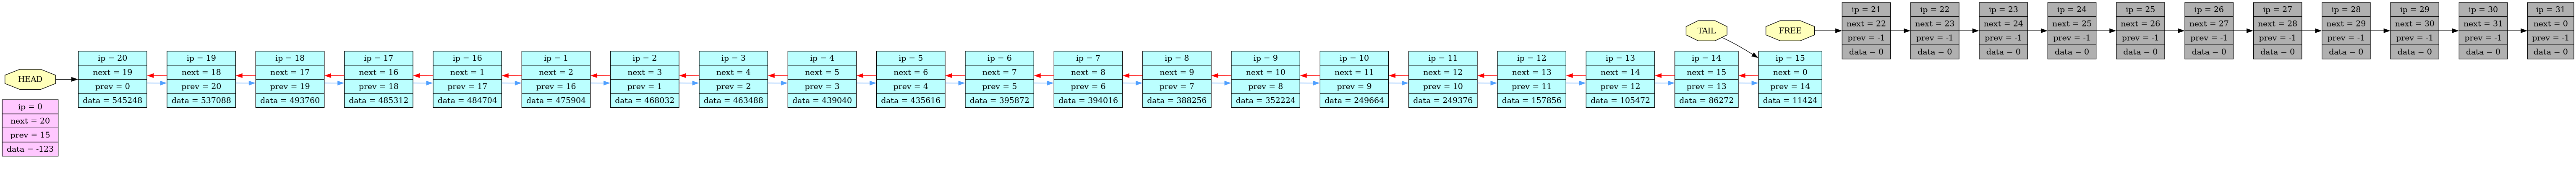 HEAD
ip = 0
next = 20
prev = 15
data = -123
ip = 20
next = 19
prev = 0
data = 545248
ip = 19
next = 18
prev = 20
data = 537088
ip = 18
next = 17
prev = 19
data = 493760
ip = 17
next = 16
prev = 18
data = 485312
ip = 16
next = 1
prev = 17
data = 484704
ip = 1
next = 2
prev = 16
data = 475904
ip = 2
next = 3
prev = 1
data = 468032
ip = 3
next = 4
prev = 2
data = 463488
ip = 4
next = 5
prev = 3
data = 439040
ip = 5
next = 6
prev = 4
data = 435616
ip = 6
next = 7
prev = 5
data = 395872
ip = 7
next = 8
prev = 6
data = 394016
ip = 8
next = 9
prev = 7
data = 388256
ip = 9
next = 10
prev = 8
data = 352224
ip = 10
next = 11
prev = 9
data = 249664
ip = 11
next = 12
prev = 10
data = 249376
ip = 12
next = 13
prev = 11
data = 157856
ip = 13
next = 14
prev = 12
data = 105472
ip = 14
next = 15
prev = 13
data = 86272
TAIL
ip = 15
next = 0
prev = 14
data = 11424
FREE
ip = 21
next = 22
prev = -1
data = 0
ip = 22
next = 23
prev = -1
data = 0
ip = 23
next = 24
prev = -1
data = 0
ip = 24
next = 25
prev = -1
data = 0
ip = 25
next = 26
prev = -1
data = 0
ip = 26
next = 27
prev = -1
data = 0
ip = 27
next = 28
prev = -1
data = 0
ip = 28
next = 29
prev = -1
data = 0
ip = 29
next = 30
prev = -1
data = 0
ip = 30
next = 31
prev = -1
data = 0
ip = 31
next = 0
prev = -1
data = 0